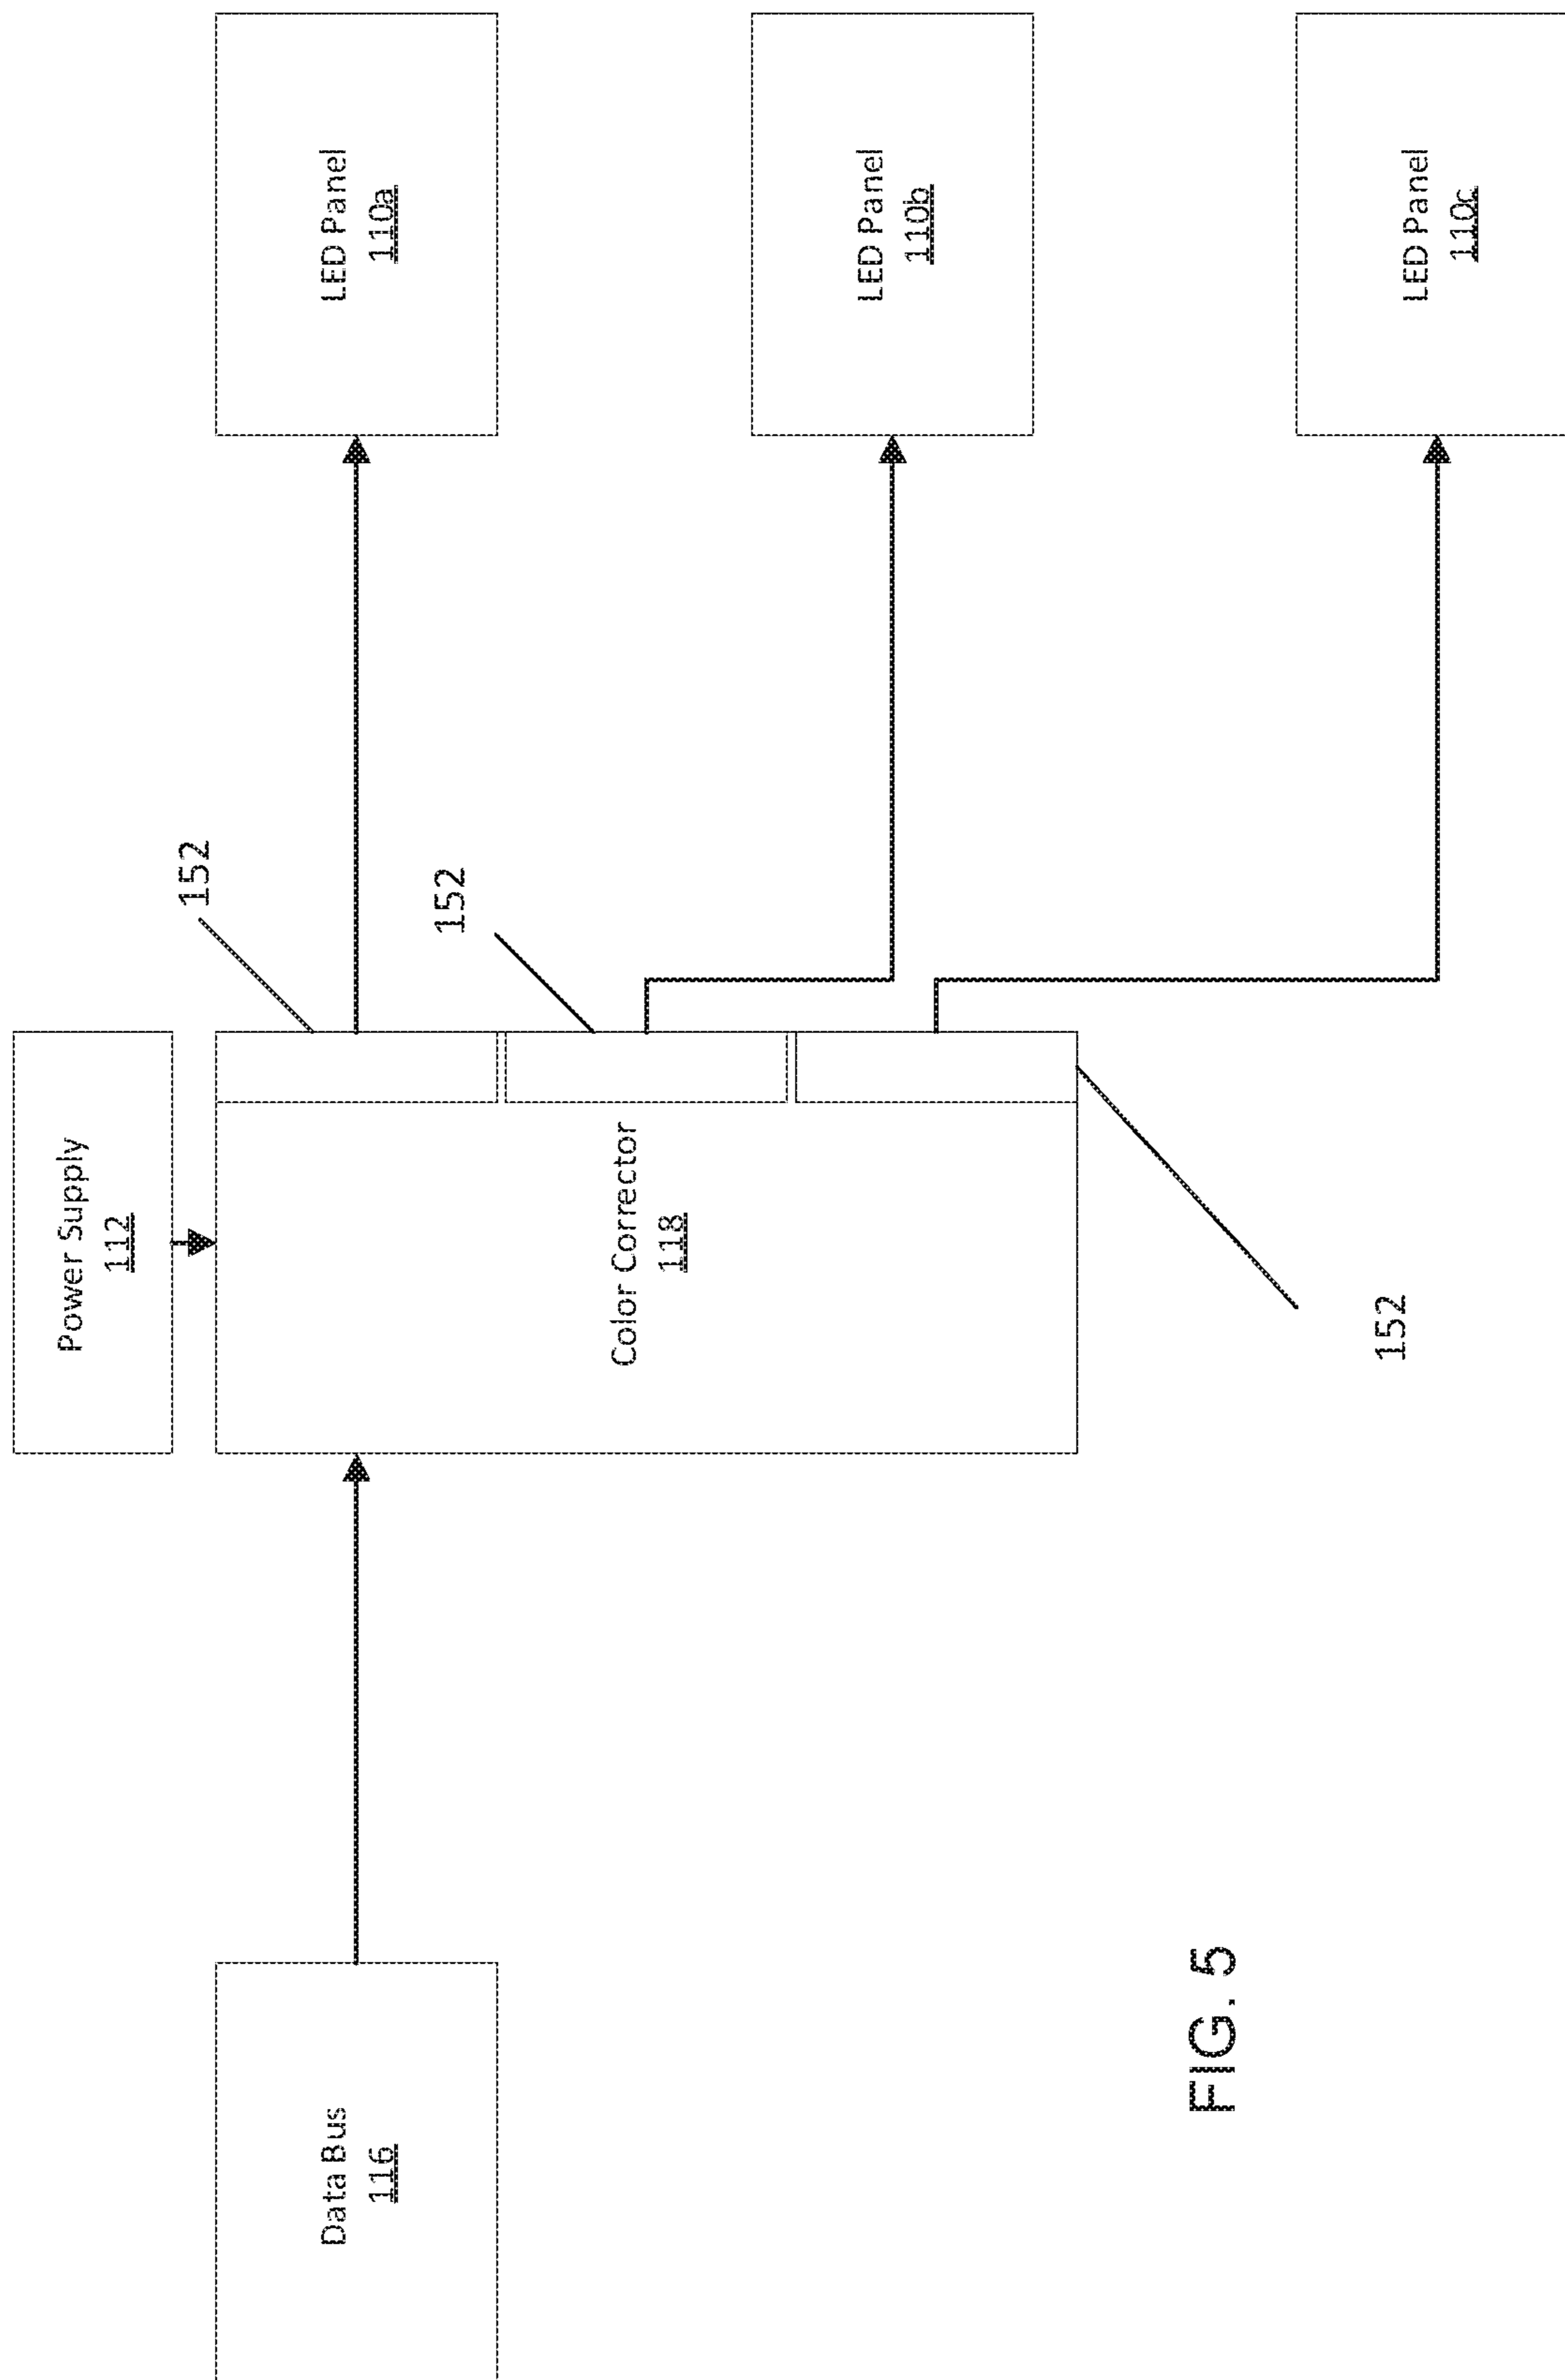 Power Supply
112
152
LED Panel
110a
Data Bus
116
Color Corrector
118
152
LED Panel
110b
152
LED Panel
110c
FIG. 5